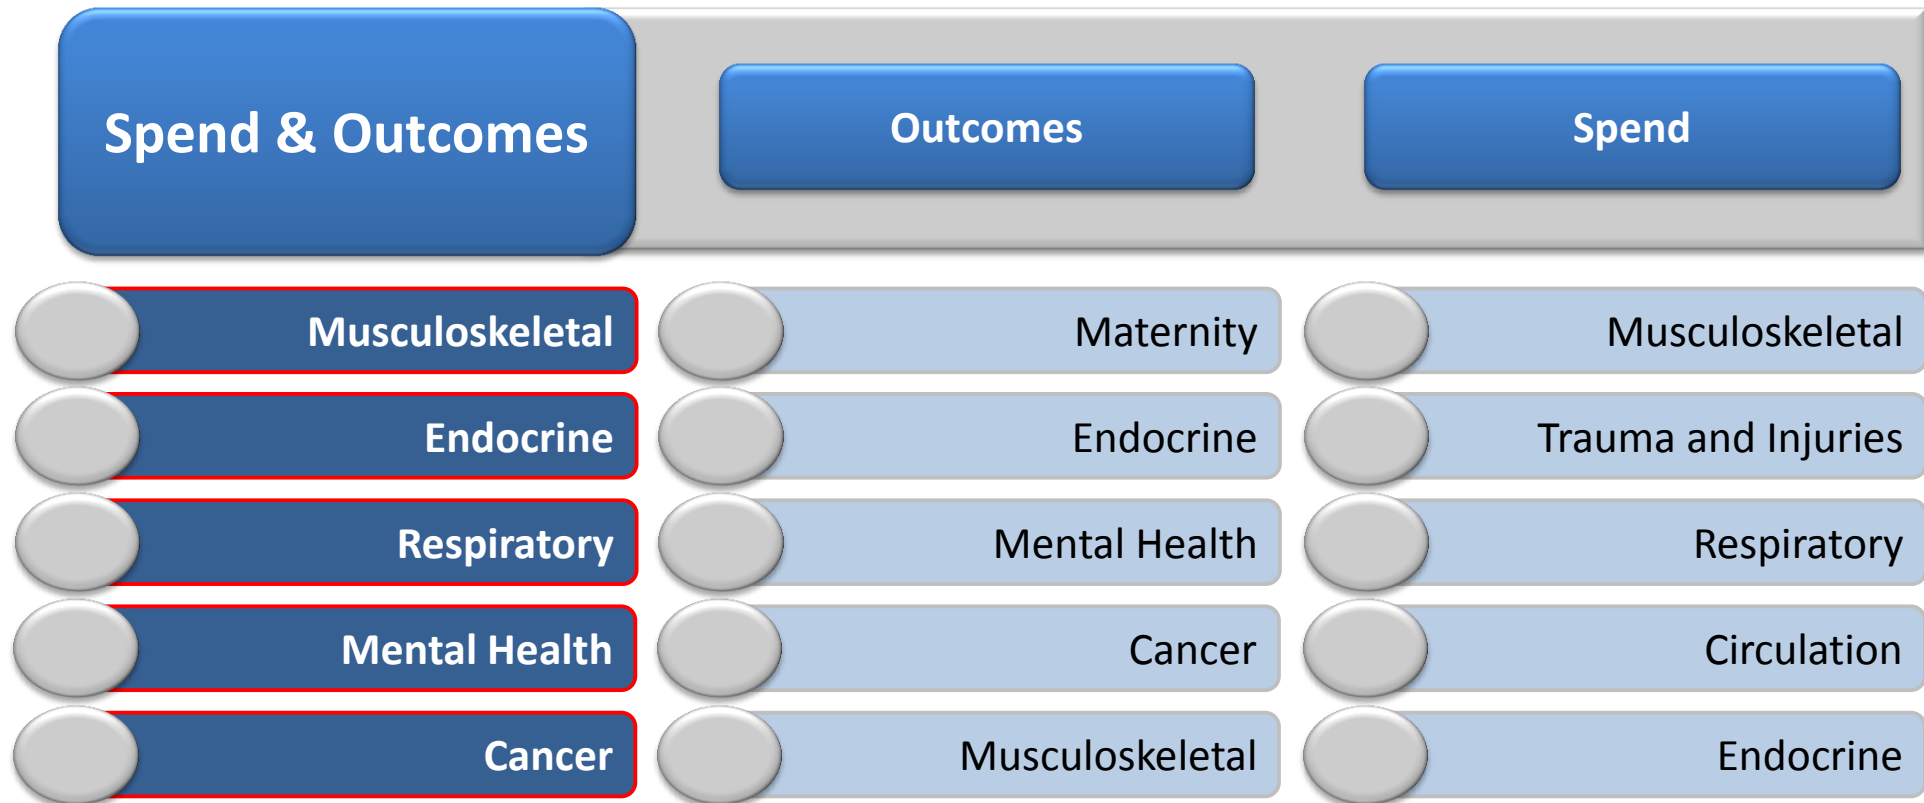 Spend & Outcomes
Outcomes
Spend
Musculoskeletal
Maternity
Musculoskeletal
Endocrine
Endocrine
Trauma and Injuries
Respiratory
Mental Health
Respiratory
Mental Health
Cancer
Circulation
Cancer
Musculoskeletal
Endocrine